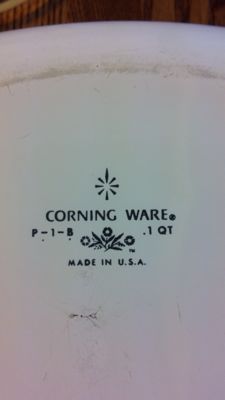 CORNING WARE®
P-1-B .1 QT
TM
MADE IN U.S.A.